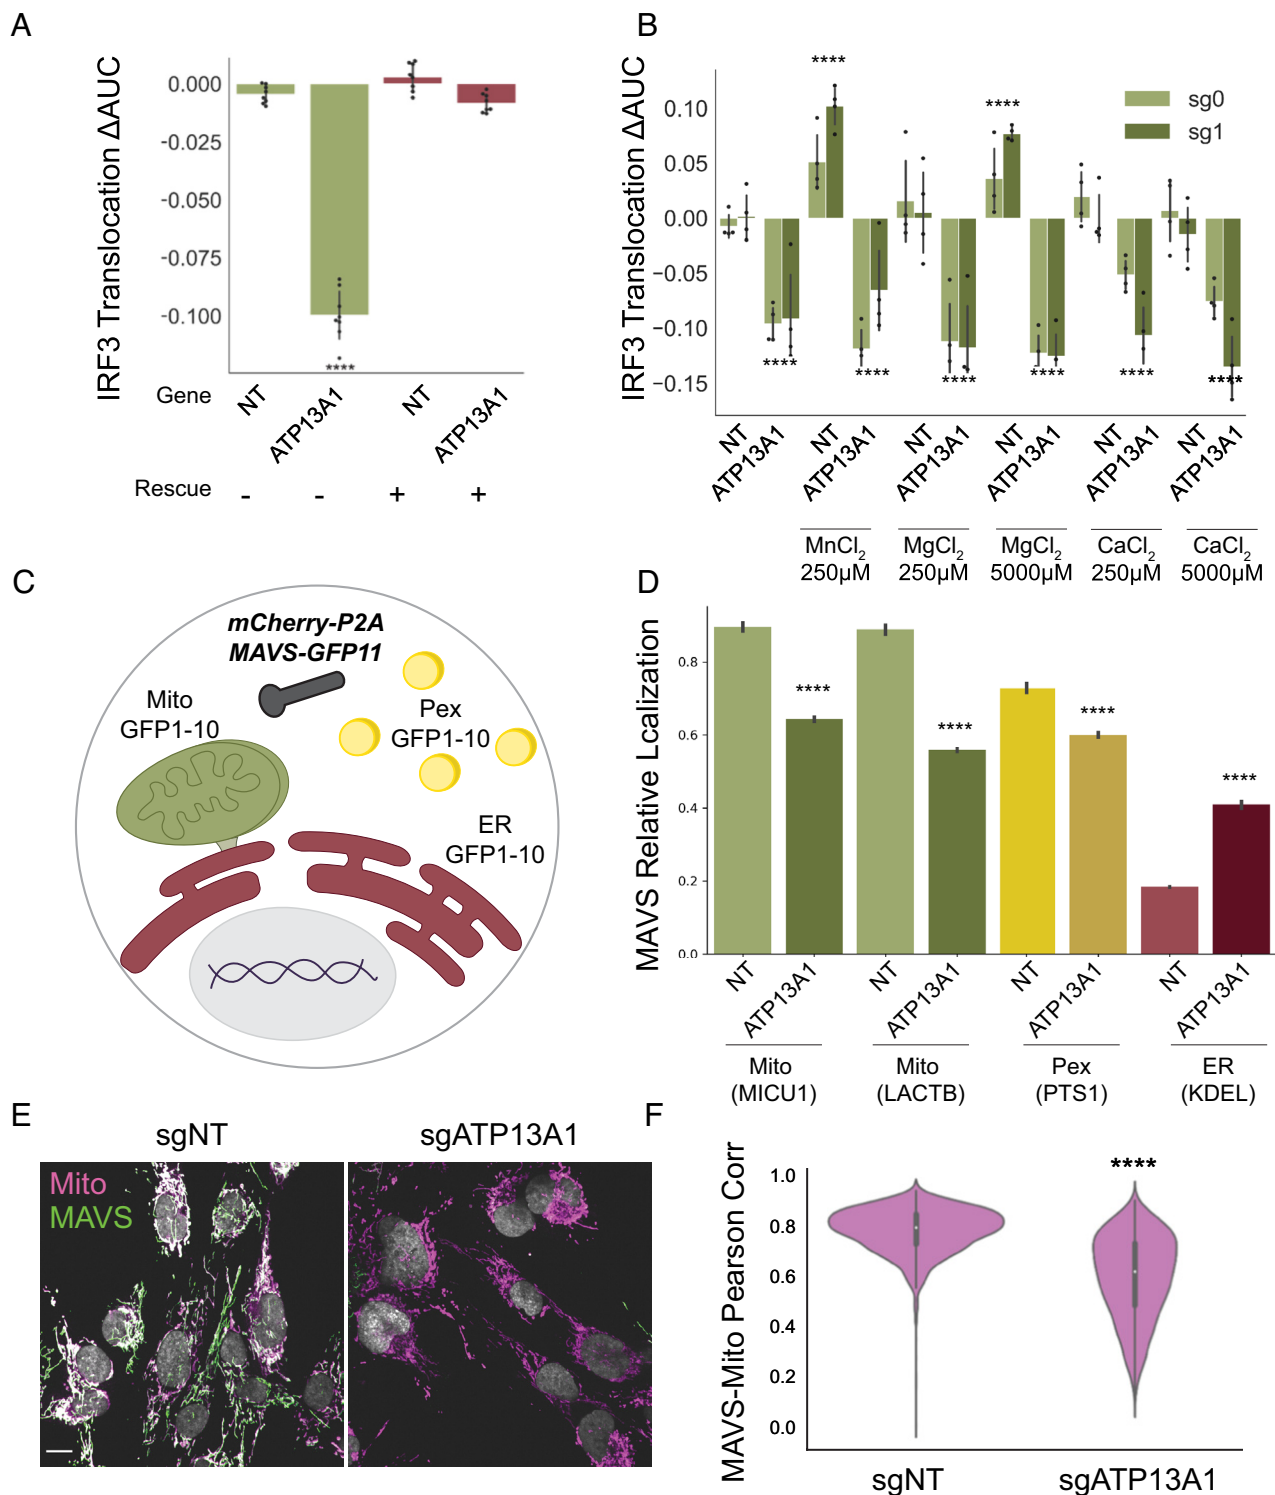 A
IRF3 Translocation ΔAUC
0.000
-0.025
-0.050
-0.075
-0.100
****
Gene
NT
ATP13A1
NT
ATP13A1
Rescue
- - + +
B
IRF3 Translocation ΔAUC
0.10
0.05
0.00
−0.05
−0.10
−0.15
sg0
sg1
****
****
****
****
****
****
****
****
NT
ATP13A1
NT
ATP13A1
NT
ATP13A1
NT
ATP13A1
NT
ATP13A1
NT
ATP13A1
MnCl2
250µM
MgCl2
250µM
MgCl2
5000µM
CaCl2
250µM
CaCl2
5000µM
C
mCherry-P2A
MAVS-GFP11
Mito
GFP1-10
Pex
GFP1-10
ER
GFP1-10
D
MAVS Relative Lcalization
0.8
0.6
0.4
0.2
0.0
****
****
****
****
NT
ATP13A1
NT
ATP13A1
NT
ATP13A1
NT
ATP13A1
Mito
(MICU1)
Mito
(LACTB)
Pex
(PTS1)
ER
(KDEL)
E
sgNT
sgATP13A1
Mito
MAVS
F
MAVS-Mito Pearson Corr
1.0
0.8
0.6
0.4
0.2
0.0
****
sgNT
sgATP13A1